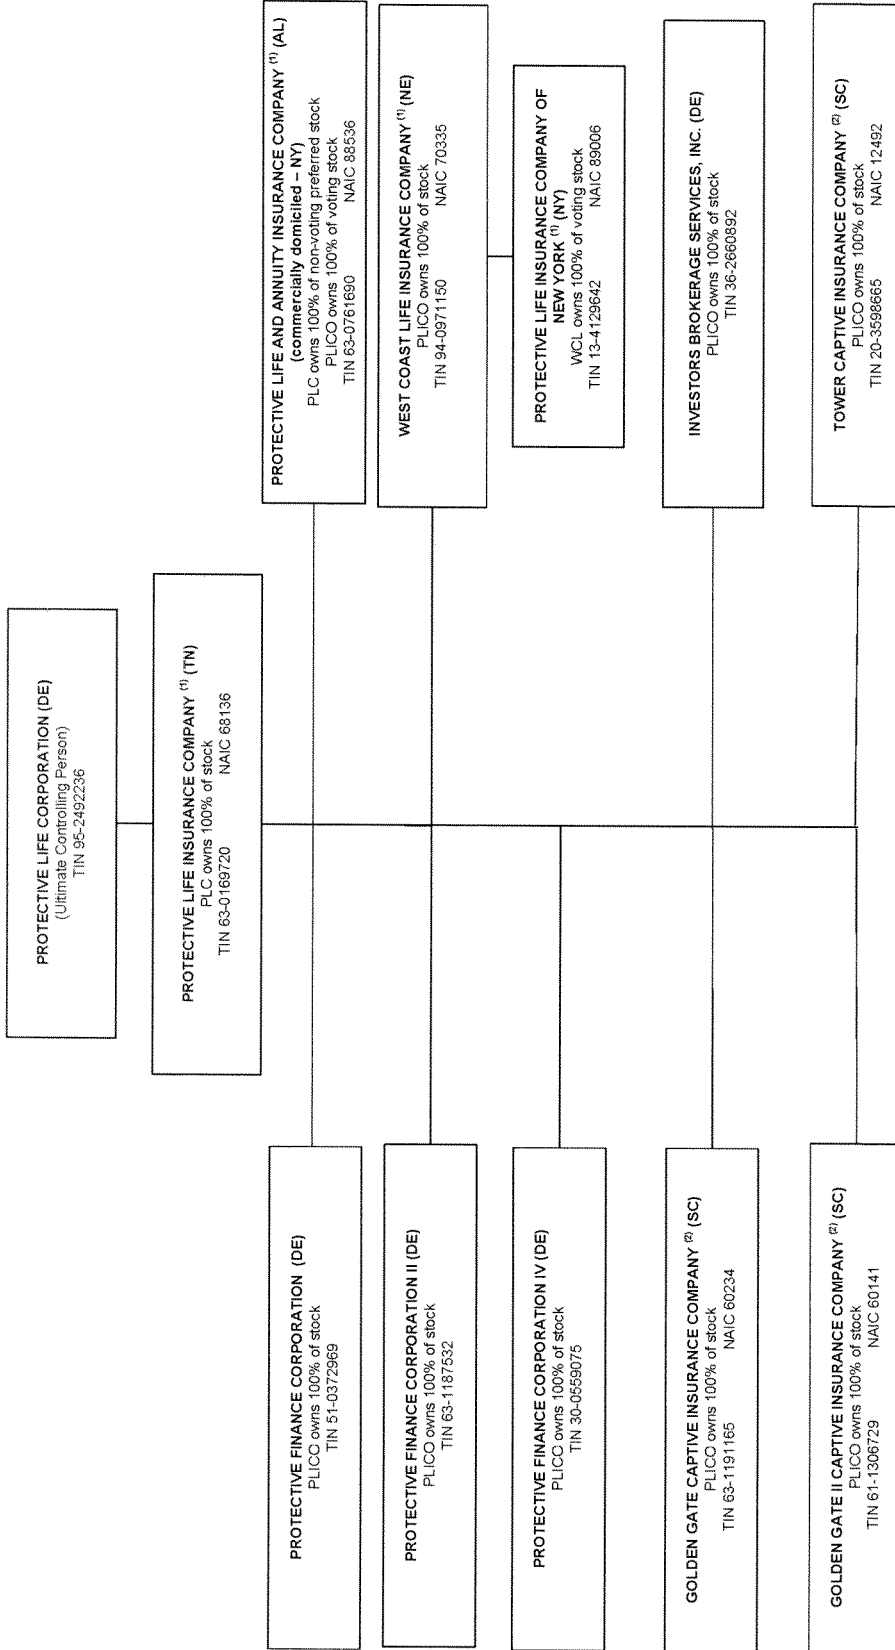 PROTECTIVE LIFE CORPORATION (DE)
(Ultimate Controlling Person)
TIN 95-2492236
PROTECTIVE LIFE INSURANCE COMPANY (1) (TN)
PLC owns 100% of stock
TIN 63-0169720 NAIC 68136
PROTECTIVE FINANCE CORPORATION (DE)
PLICO owns 100% of stock
TIN 51-0372969
PROTECTIVE LIFE AND ANNUITY INSURANCE COMPANY (1) (AL)
(commercially domiciled – NY)
PLC owns 100% of non-voting preferred stock
PLICO owns 100% of voting stock
TIN 63-0761690 NAIC 88536
PROTECTIVE FINANCE CORPORATION II (DE)
PLICO owns 100% of stock
TIN 63-1187532
WEST COAST LIFE INSURANCE COMPANY (1) (NE)
PLICO owns 100% of stock
TIN 94-0971150 NAIC 70335
PROTECTIVE FINANCE CORPORATION IV (DE)
PLICO owns 100% of stock
TIN 30-0559075
PROTECTIVE LIFE INSURANCE COMPANY OF
NEW YORK (1) (NY)
WCL owns 100% of voting stock
TIN 13-4129642 NAIC 89006
GOLDEN GATE CAPTIVE INSURANCE COMPANY (2) (SC)
PLICO owns 100% of stock
TIN 63-1191165 NAIC 60234
INVESTORS BROKERAGE SERVICES, INC. (DE)
PLICO owns 100% of stock
TIN 36-2660892
GOLDEN GATE II CAPTIVE INSURANCE COMPANY (2) (SC)
PLICO owns 100% of stock
TIN 61-1306729 NAIC 60141
TOWER CAPTIVE INSURANCE COMPANY (2) (SC)
PLICO owns 100% of stock
TIN 20-3598665 NAIC 12492